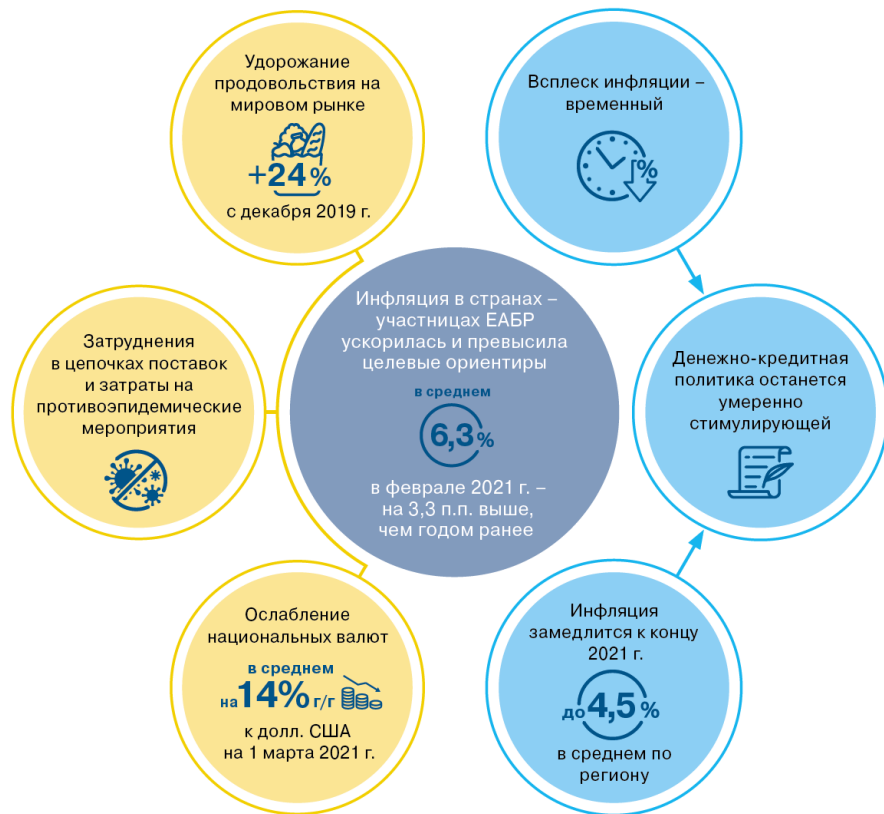 Удорожание
продовольствия на
мировом рынке
+24%
с декабря 2019 г.
Затруднения
в цепочках поставок
и затраты на
противоэпидемические
мероприятия
Ослабление
национальных валют
в среднем
на 14% г/г
к долл. США
на 1 марта 2021 г.
Инфляция в странах –
участницах ЕАБР
ускорилась и превысила
целевые ориентиры
в среднем
6,3%
в феврале 2021 г. –
на 3,3 п.п. выше,
чем годом ранее
Всплеск инфляции –
временный
%
Денежно-кредитная
политика останется
умеренно
стимулирующей
Инфляция
замедлится к концу
2021 г.
до 4,5%
в среднем по
региону